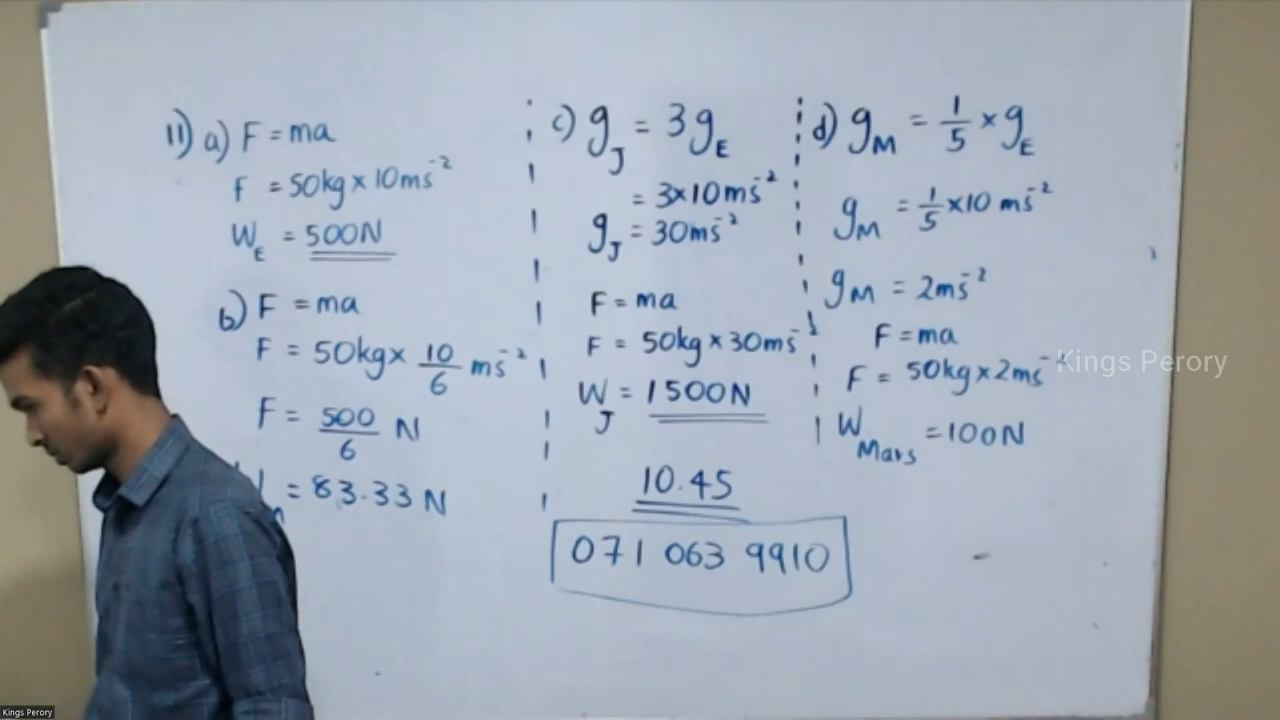 11) a) F = ma
F = 50kg × 10ms⁻²
W_E = 500N
b) F = ma
F = 50kg × 10/6 ms⁻²
F = 500/6 N
= 83.33 N
c) g_J = 3g_E
= 3×10ms⁻²
g_J = 30ms⁻²
F = ma
F = 50kg × 30ms⁻
W_J = 1500N
10.45
071 063 9910
d) g_M = 1/5 × g_E
g_M = 1/5 × 10 ms⁻²
g_M = 2ms⁻²
F = ma
F = 50kg × 2ms⁻²
W_Mars = 100N
Kings Perory
Kings Perory